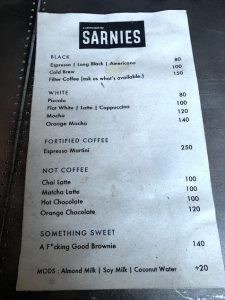 SARNIES
BLACK
Espresso | Long Black | Americano 80
Cold Brew 100
Filter Coffee (ask us what's available.) 150
WHITE
Piccolo 80
Flat White | Latte | Cappuccino 100
Mocha 120
Orange Mocha 140
FORTIFIED COFFEE
Espresso Martini 250
NOT COFFEE
Chai Latte 100
Matcha Latte 100
Hot Chocolate 100
Orange Chocolate 120
SOMETHING SWEET
A F*cking Good Brownie 140
MODS : Almond Milk | Soy Milk | Coconut Water +20